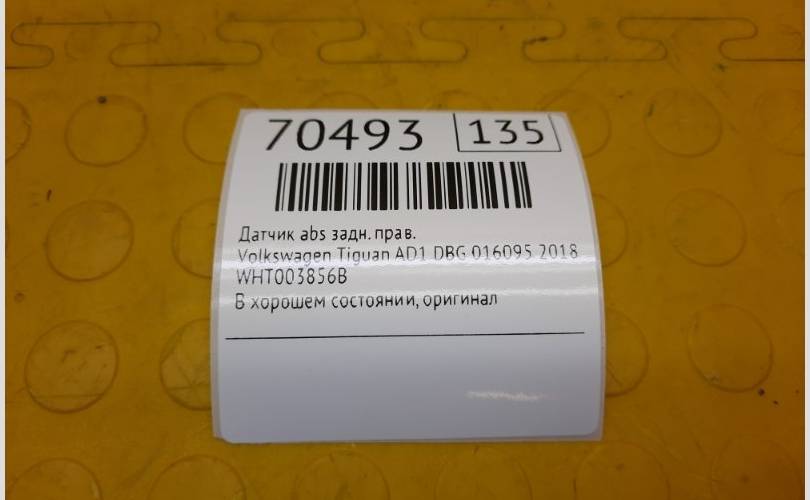 70493 135
Датчик abs задн. прав.
Volkswagen Tiguan AD1 DBG 016095 2018
WHT003856B
В хорошем состоянии, оригинал